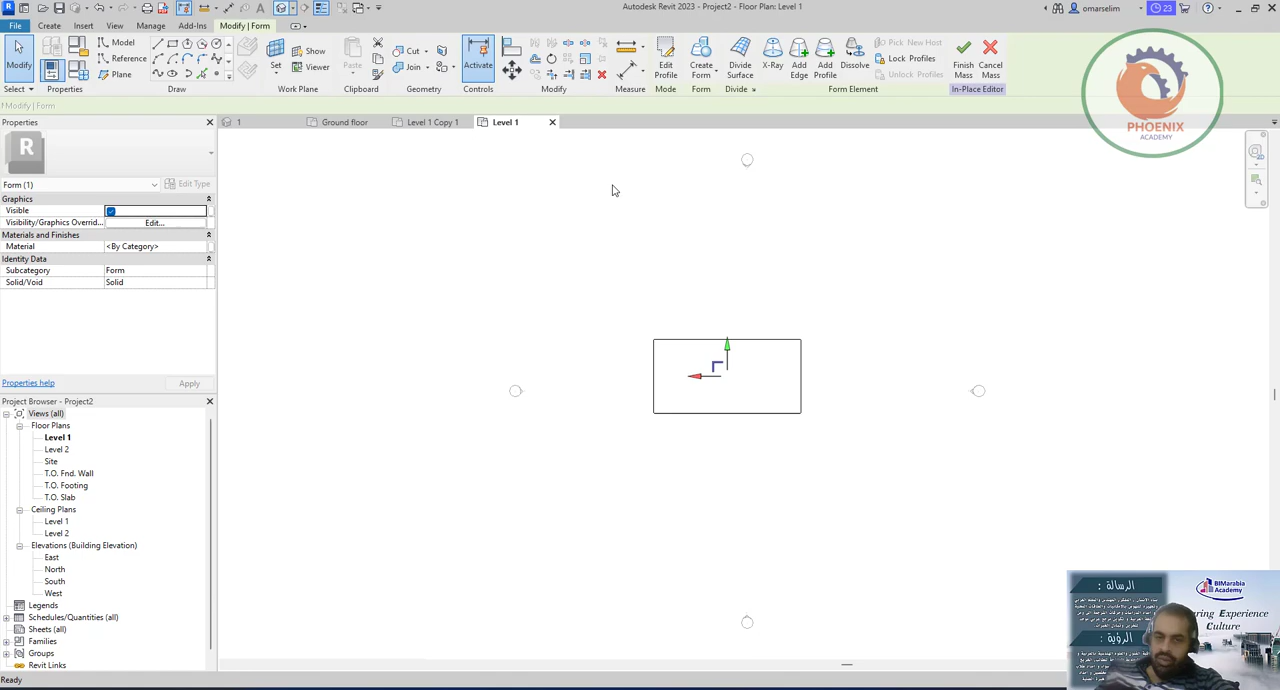 Autodesk Revit 2023 - Project2 - Floor Plan: Level 1
omarselim
23
File Create Insert View Manage Add-Ins Modify | Form
Modify
Model
Reference
Plane
Set
Show
Viewer
Paste
Cut
Join
Activate
Edit Profile
Create Form
Divide Surface
X-Ray
Add Edge
Add Profile
Dissolve
Pick New Host
Lock Profiles
Unlock Profiles
Finish Mass
Cancel Mass
Select Properties Draw Work Plane Clipboard Geometry Controls Modify Measure Mode Form Divide Form Element In-Place Editor
PHOENIX
ACADEMY
Modify | Form
Properties
1
Ground floor
Level 1 Copy 1
Level 1
R
Form (1)
Edit Type
Graphics
Visible
Visibility/Graphics Overrid... Edit...
Materials and Finishes
Material <By Category>
Identity Data
Subcategory Form
Solid/Void Solid
Properties help
Apply
Project Browser - Project2
Views (all)
Floor Plans
Level 1
Level 2
Site
T.O. Fnd. Wall
T.O. Footing
T.O. Slab
Ceiling Plans
Level 1
Level 2
Elevations (Building Elevation)
East
North
South
West
Legends
Schedules/Quantities (all)
Sheets (all)
Families
Groups
Revit Links
Ready
الرسالة :
الرؤية :
BIMarabia
Academy
Experience
Culture